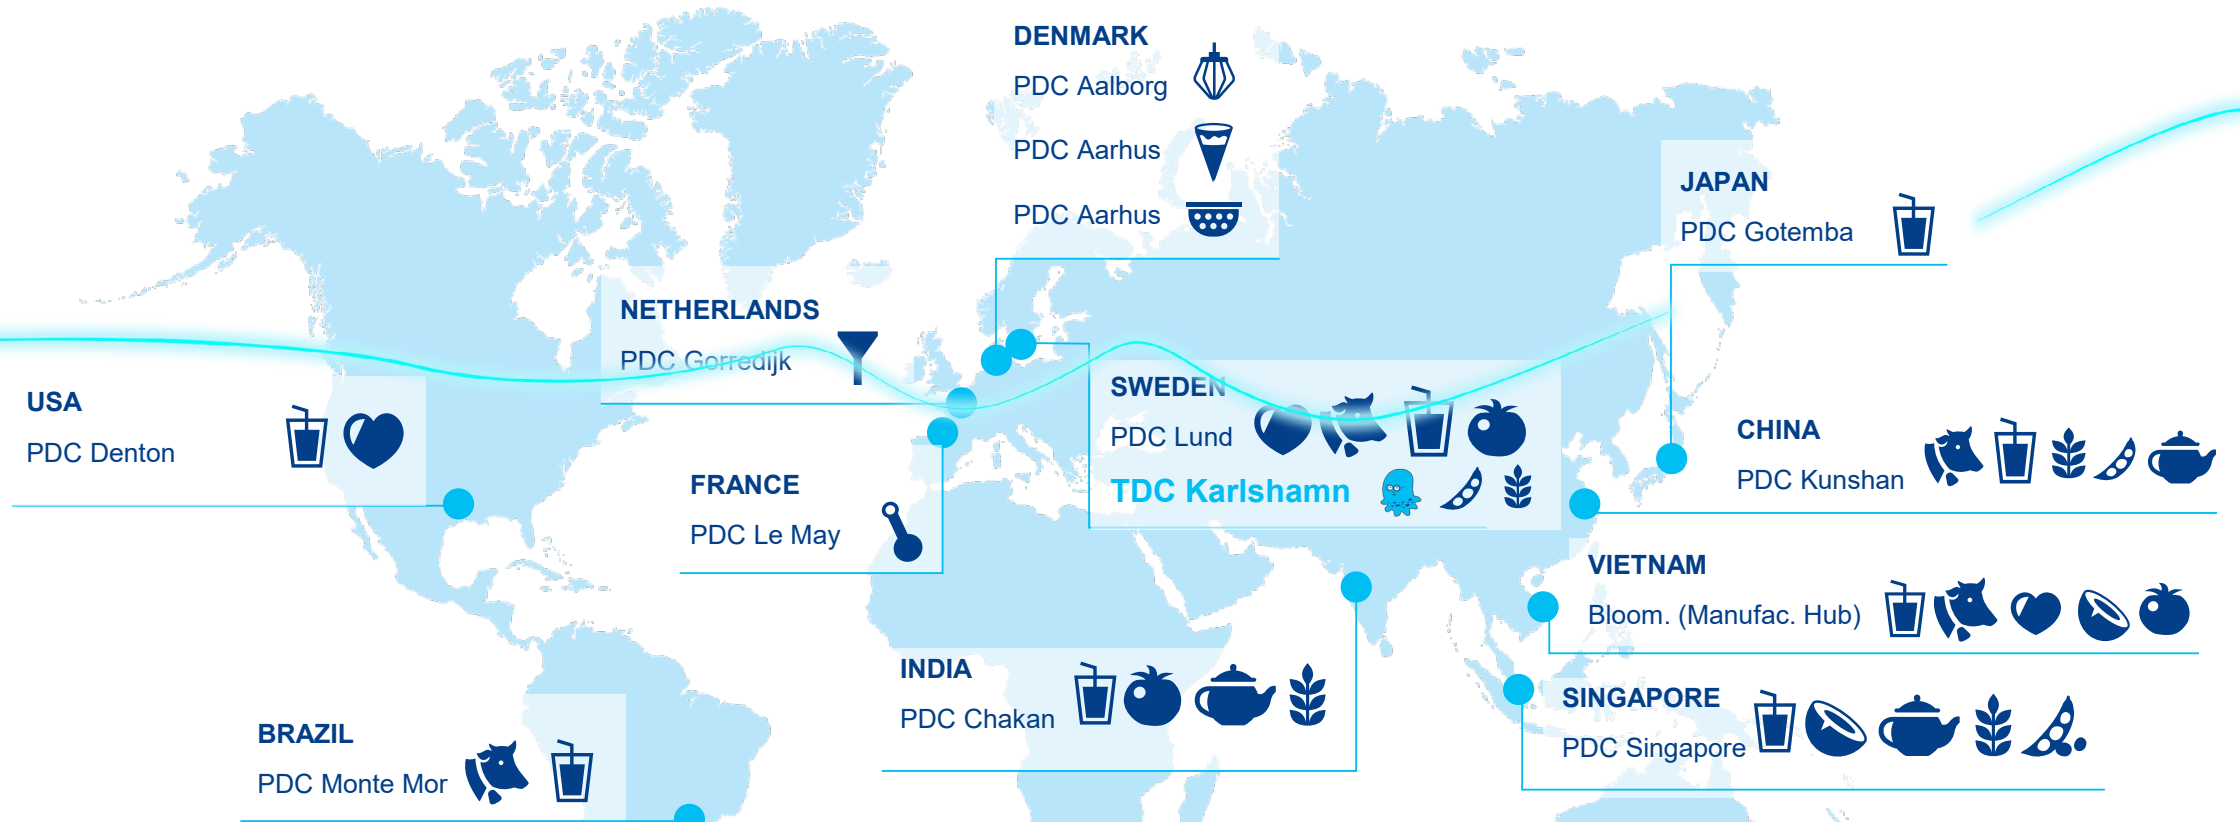 DENMARK
PDC Aalborg
PDC Aarhus
PDC Aarhus
JAPAN
PDC Gotemba
NETHERLANDS
PDC Gorredijk
USA
PDC Denton
SWEDEN
PDC Lund
TDC Karlshamn
CHINA
PDC Kunshan
FRANCE
PDC Le May
VIETNAM
Bloom. (Manufac. Hub)
INDIA
PDC Chakan
SINGAPORE
PDC Singapore
BRAZIL
PDC Monte Mor